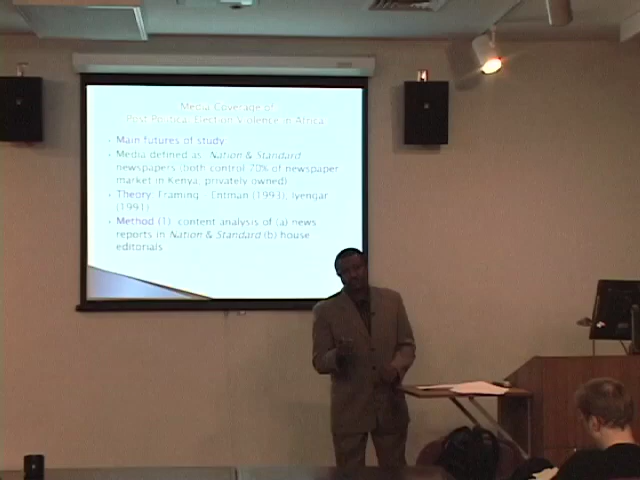 Media Coverage of
Post Political Election Violence in Africa
Main futures of study:
Media defined as: Nation & Standard
newspapers (both control 70% of newspaper
market in Kenya, privately owned)
Theory: Framing: Entman (1993), Iyengar
(1991)
Method (1): content analysis of (a) news
reports in Nation & Standard (b) house
editorials